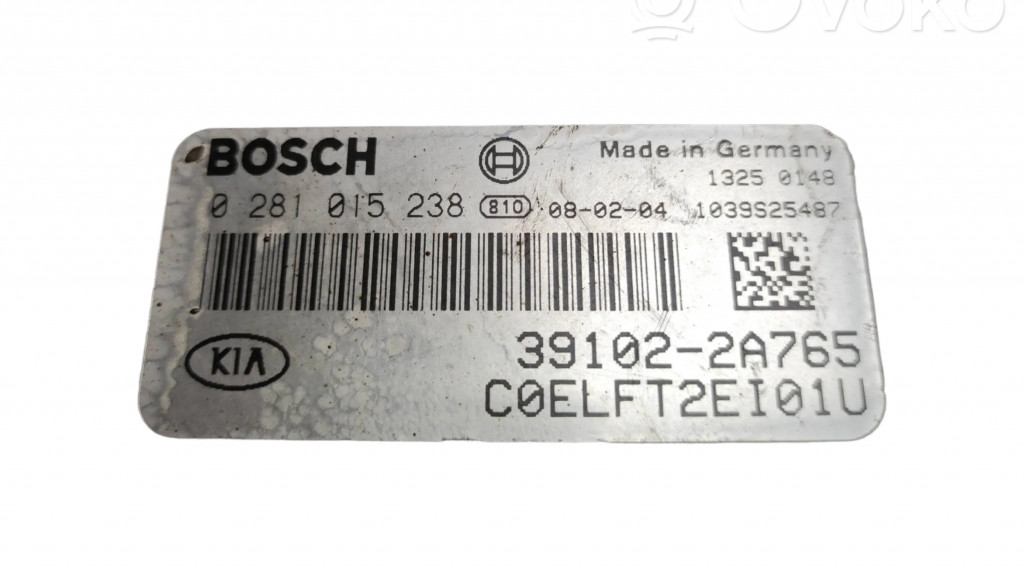 OVOKO
BOSCH Made in Germany
1325 0148
0 281 015 238 810 08-02-04 1039S25487
KIA 39102-2A765
C0ELFT2EI01U